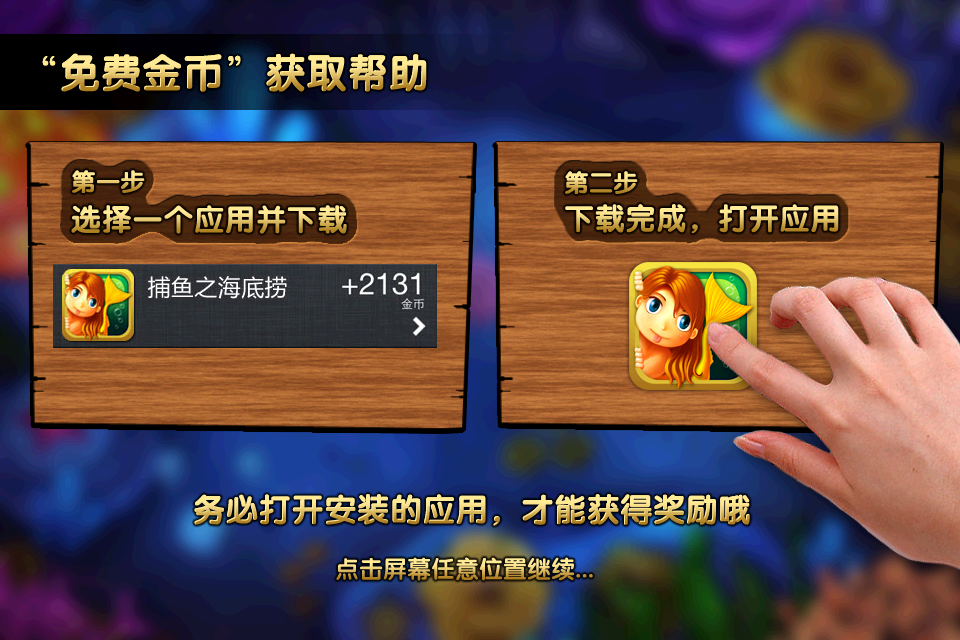 “免费金币”获取帮助
第一步
选择一个应用并下载
捕鱼之海底捞
+2131
金币
第二步
下载完成，打开应用
务必打开安装的应用，才能获得奖励哦
点击屏幕任意位置继续...